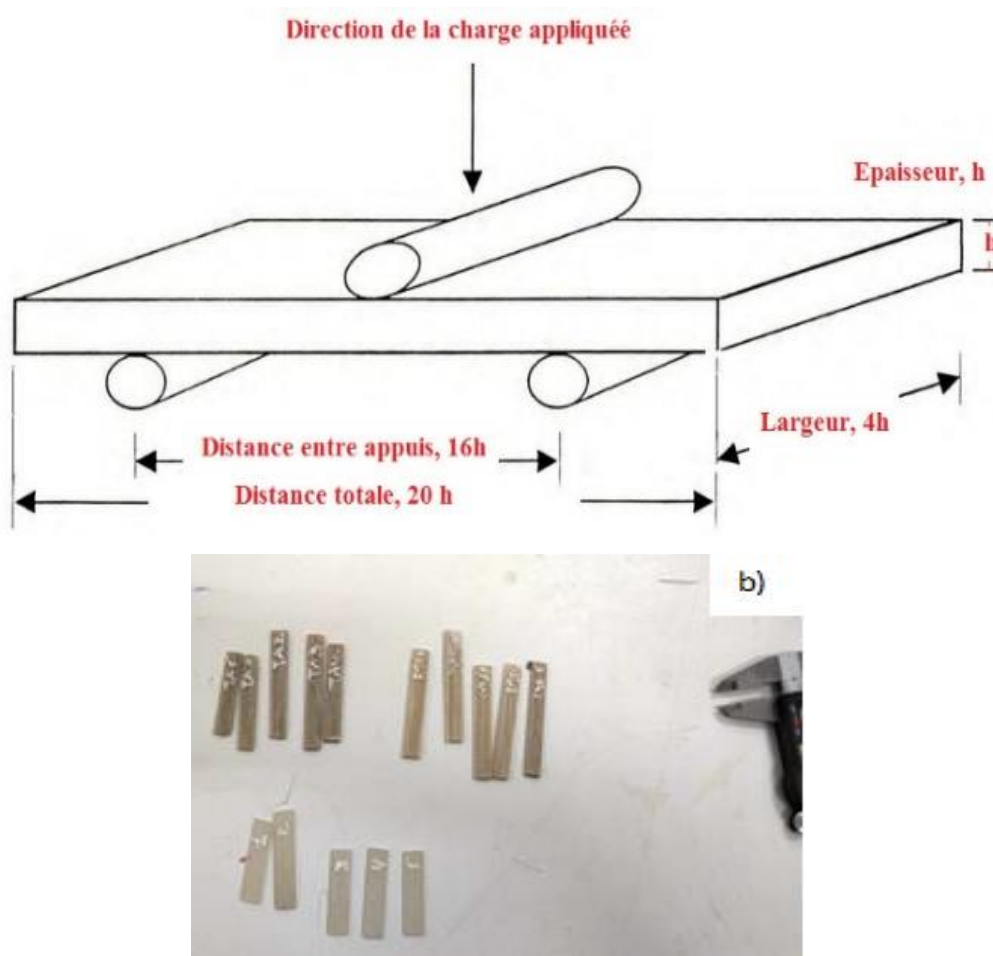 Direction de la charge appliquéé
Epaisseur, h
h
Largeur, 4h
Distance entre appuis, 16h
Distance totale, 20 h
b)